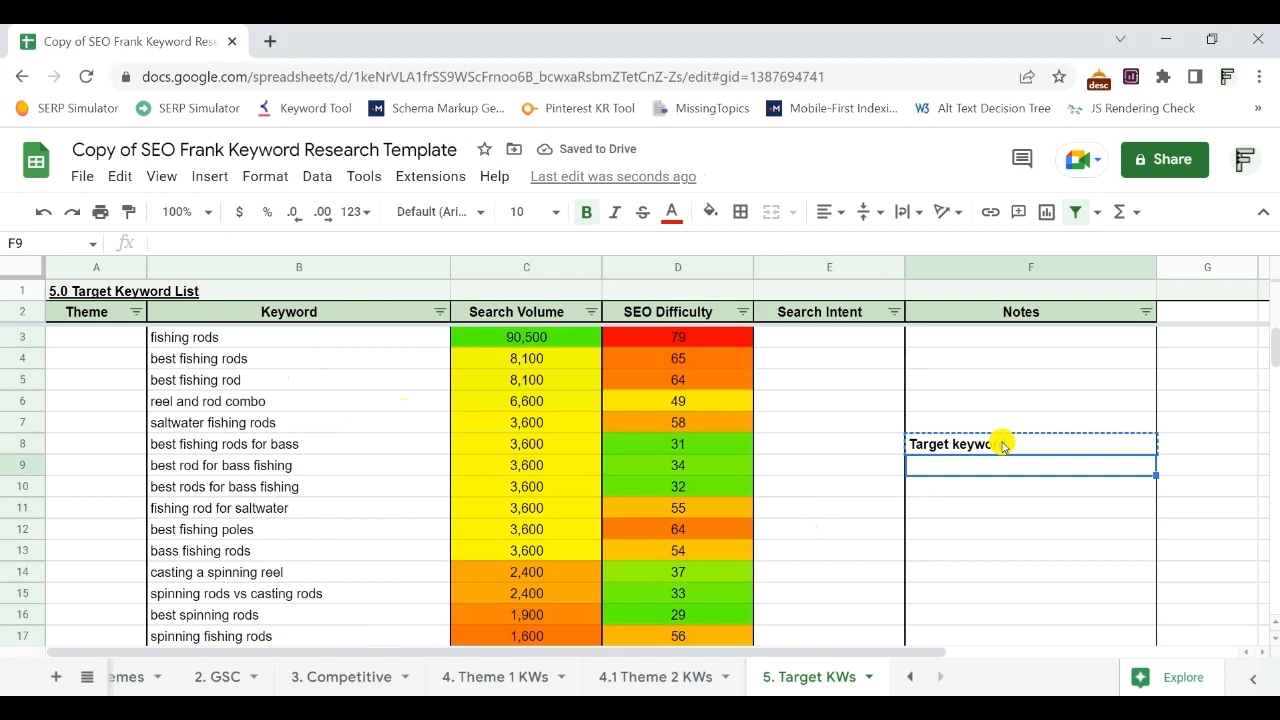 Copy of SEO Frank Keyword Rese
docs.google.com/spreadsheets/d/1keNrVLA1frSS9WScFrnoo6B_bcwxaRsbmZTetCnZ-Zs/edit#gid=1387694741
desc
SERP Simulator SERP Simulator Keyword Tool Schema Markup Ge... Pinterest KR Tool MissingTopics Mobile-First Indexi... W3 Alt Text Decision Tree JS Rendering Check »
Copy of SEO Frank Keyword Research Template Saved to Drive
File Edit View Insert Format Data Tools Extensions Help Last edit was seconds ago
Share
100% $ % .0 .00 123 Default (Ari... 10 B I S A
F9 fx
A B C D E F G
1 5.0 Target Keyword List
2 Theme Keyword Search Volume SEO Difficulty Search Intent Notes
3 fishing rods 90,500 79
4 best fishing rods 8,100 65
5 best fishing rod 8,100 64
6 reel and rod combo 6,600 49
7 saltwater fishing rods 3,600 58
8 best fishing rods for bass 3,600 31 Target keyword
9 best rod for bass fishing 3,600 34
10 best rods for bass fishing 3,600 32
11 fishing rod for saltwater 3,600 55
12 best fishing poles 3,600 64
13 bass fishing rods 3,600 54
14 casting a spinning reel 2,400 37
15 spinning rods vs casting rods 2,400 33
16 best spinning rods 1,900 29
17 spinning fishing rods 1,600 56
emes 2. GSC 3. Competitive 4. Theme 1 KWs 4.1 Theme 2 KWs 5. Target KWs Explore